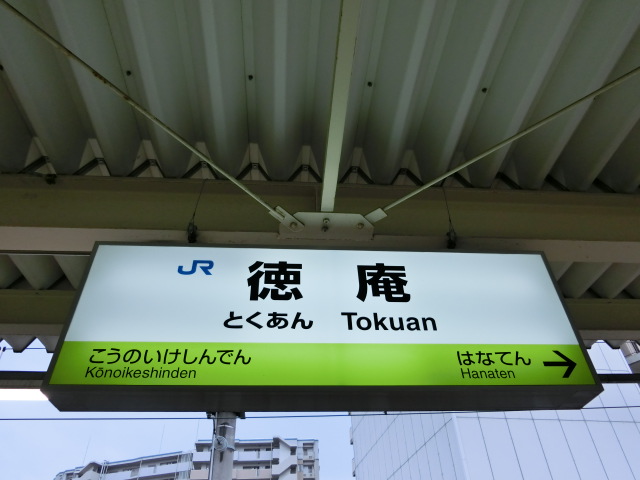 JR 徳庵
とくあん Tokuan
こうのいけしんでん はなてん →
Kōnoikeshinden Hanaten